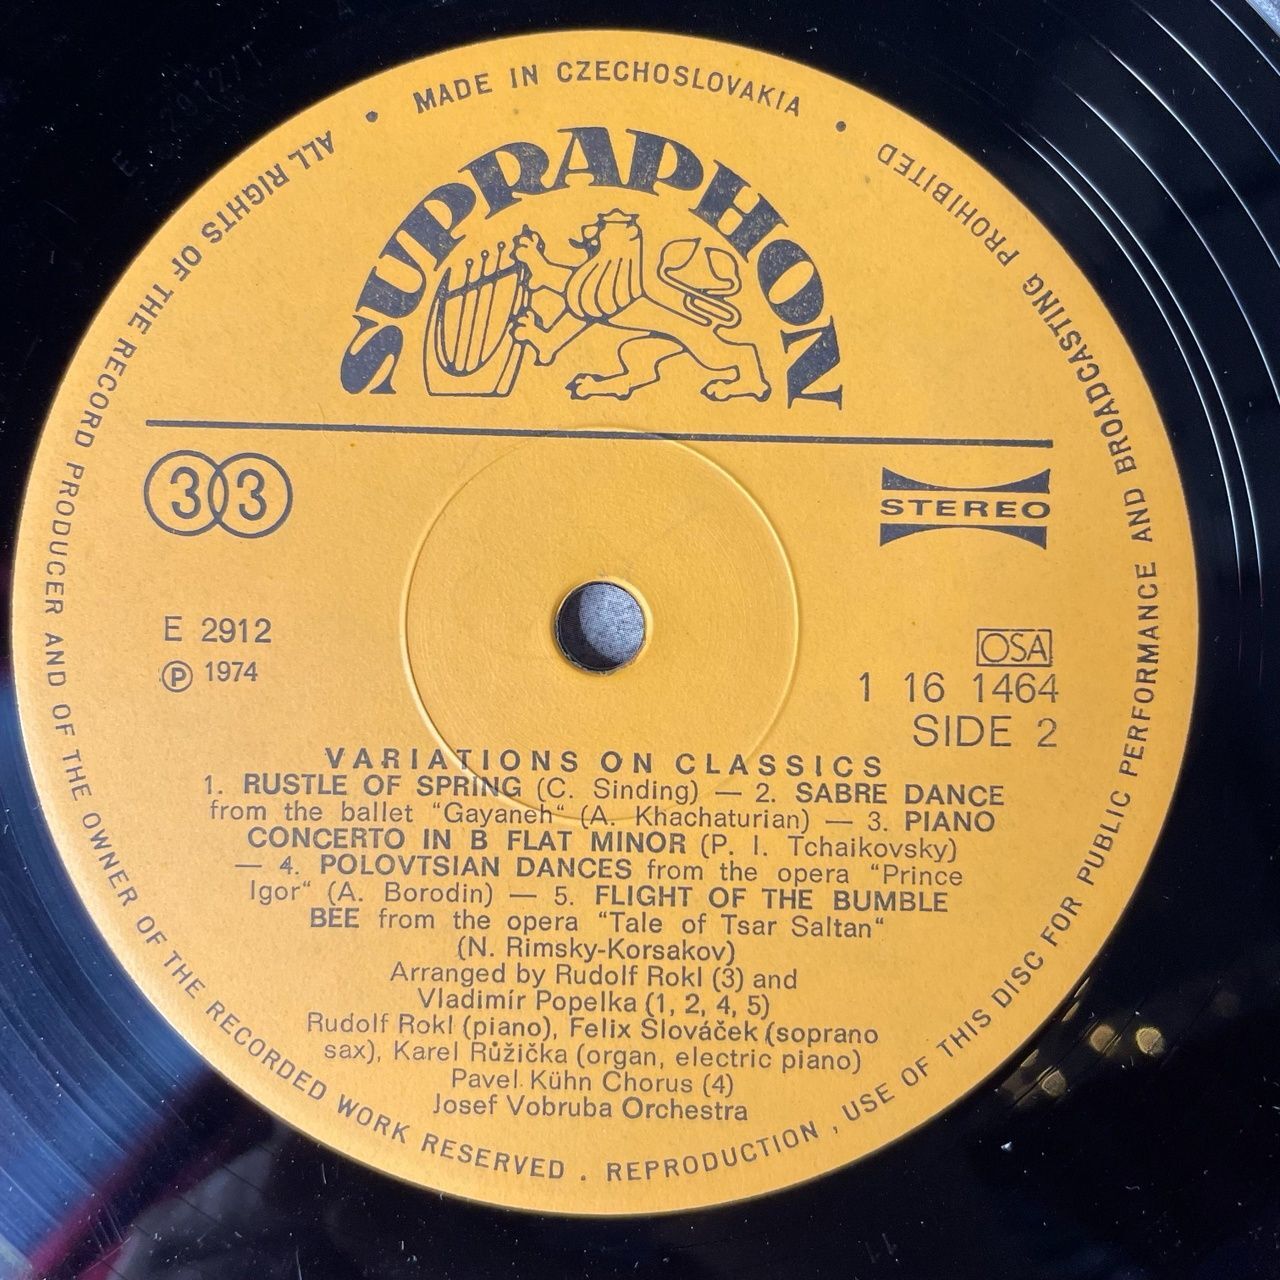 MADE IN CZECHOSLOVAKIA
ALL RIGHTS OF THE RECORD PRODUCER AND OF THE OWNER OF THE RECORDED WORK RESERVED . REPRODUCTION , USE OF THIS DISC FOR PUBLIC PERFORMANCE AND BROADCASTING PROHIBITED
SUPRAPHON
33
STEREO
E 2912
Ⓟ 1974
OSA
1 16 1464
SIDE 2
VARIATIONS ON CLASSICS
1. RUSTLE OF SPRING (C. Sinding) — 2. SABRE DANCE
from the ballet "Gayaneh“ (A. Khachaturian) — 3. PIANO
CONCERTO IN B FLAT MINOR (P. I. Tchaikovsky)
— 4. POLOVTSIAN DANCES from the opera "Prince
Igor“ (A. Borodin) — 5. FLIGHT OF THE BUMBLE
BEE from the opera "Tale of Tsar Saltan“
(N. Rimsky-Korsakov)
Arranged by Rudolf Rokl (3) and
Vladimír Popelka (1, 2, 4, 5)
Rudolf Rokl (piano), Felix Slováček (soprano
sax), Karel Růžička (organ, electric piano)
Pavel Kühn Chorus (4)
Josef Vobruba Orchestra